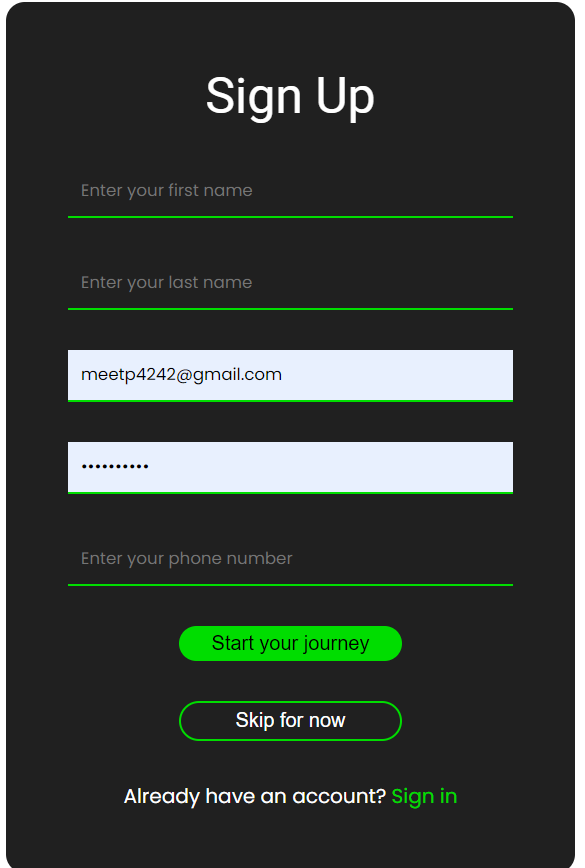 Sign Up
Enter your first name
Enter your last name
meetp4242@gmail.com
••••••••••
Enter your phone number
Start your journey
Skip for now
Already have an account? Sign in